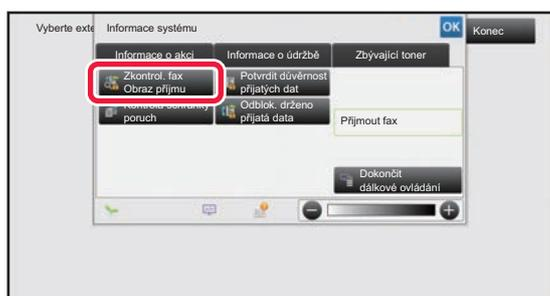 Vyberte exte
Informace systému
OK
Konec
Informace o akci
Informace o údržbě
Zbývající toner
Zkontrol. fax
Obraz příjmu
Potvrdit důvěrnost
přijatých dat
Kontrola schránky
poruch
Odblok. drženo
přijatá data
Přijmout fax
Dokončit
dálkové ovládání